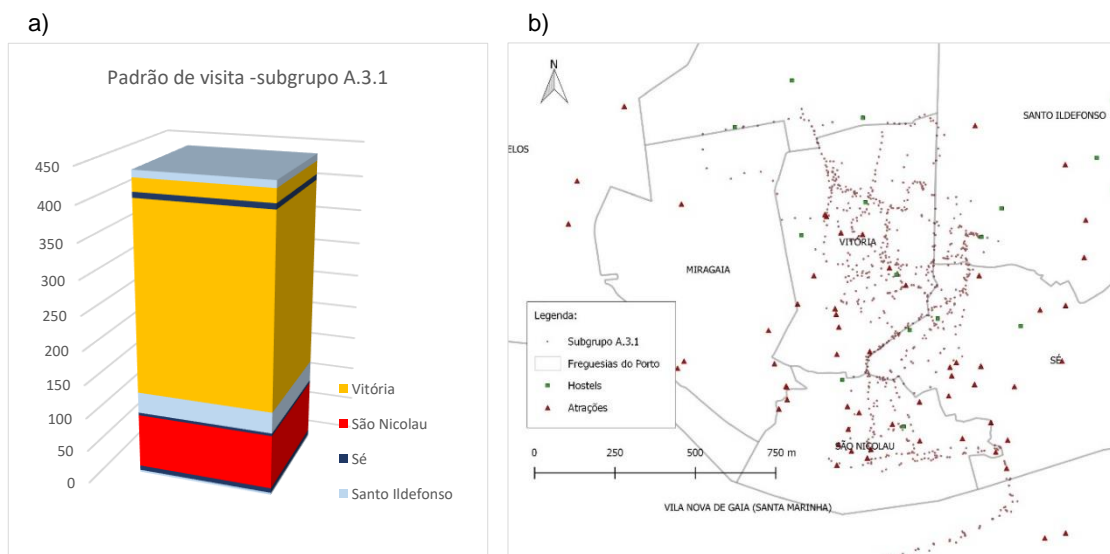 a)
Padrão de visita -subgrupo A.3.1
450
400
350
300
250
200
150
100
50
0
Vitória
São Nicolau
Sé
Santo Ildefonso
b)
N
SANTO ILDEFONSO
ELOS
VITÓRIA
MIRAGAIA
Legenda:
Subgrupo A.3.1
Freguesias do Porto
Hostels
Atrações
SÉ
SÃO NICOLAU
0 250 500 750 m
VILA NOVA DE GAIA (SANTA MARINHA)